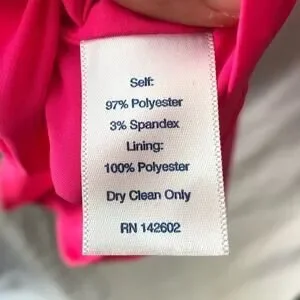 Self:
97% Polyester
3% Spandex
Lining:
100% Polyester
Dry Clean Only
RN 142602